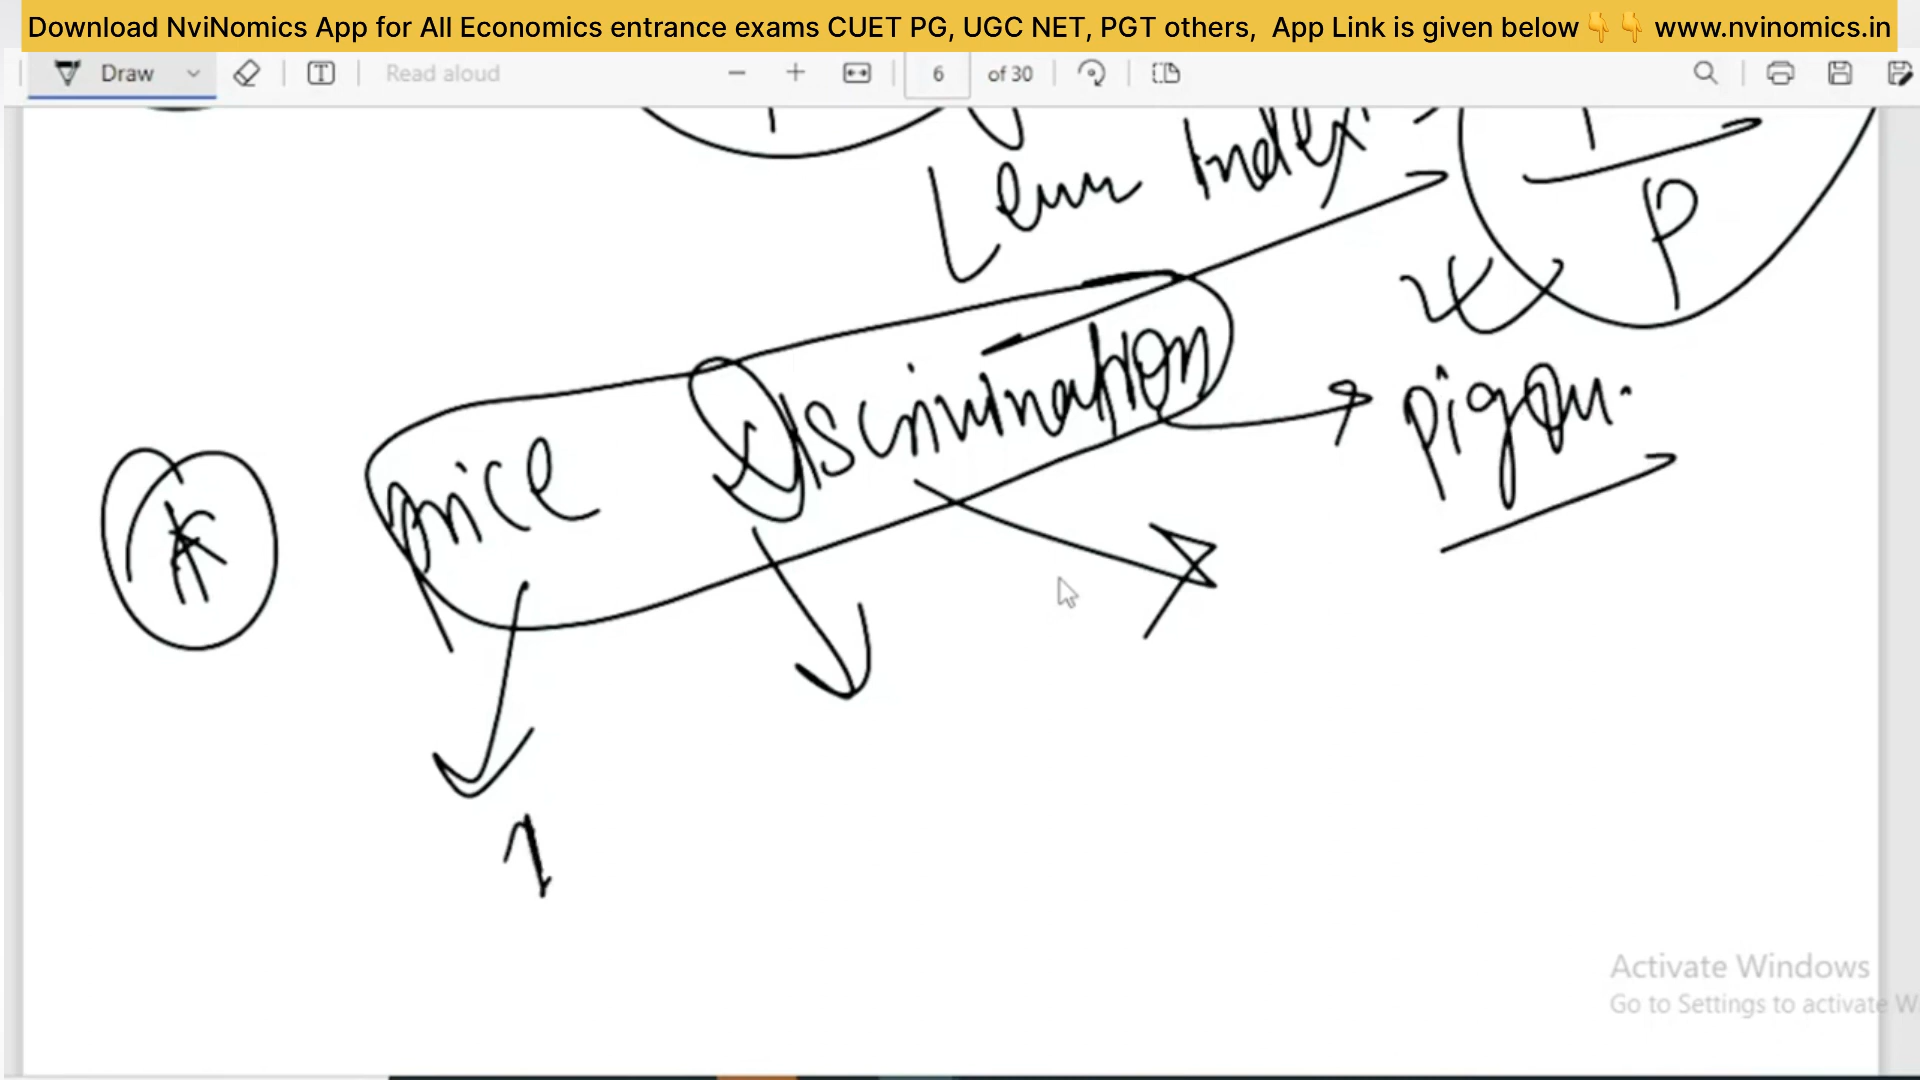 Download NviNomics App for All Economics entrance exams CUET PG, UGC NET, PGT others, App Link is given below👇👇 www.nvinomics.in
Draw Read aloud 6 of 30
Lerner Index
P
price Discrimination
pigou.
1
Activate Windows
Go to Settings to activate W